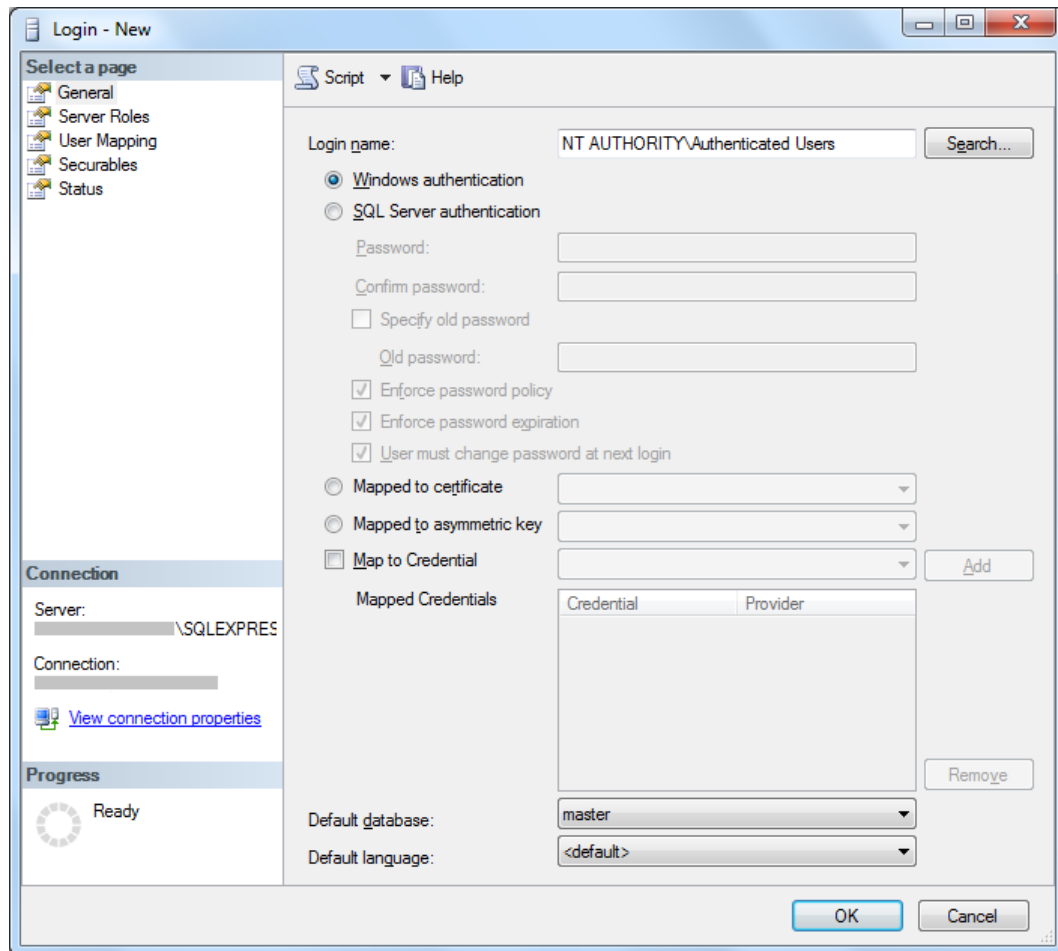 Login - New
Select a page
General
Server Roles
User Mapping
Securables
Status
Script Help
Login name: NT AUTHORITY\Authenticated Users Search...
Windows authentication
SQL Server authentication
Password:
Confirm password:
Specify old password
Old password:
Enforce password policy
Enforce password expiration
User must change password at next login
Mapped to certificate
Mapped to asymmetric key
Map to Credential Add
Mapped Credentials Credential Provider
Remove
Default database: master
Default language: <default>
Connection
Server:
\SQLEXPRES
Connection:
View connection properties
Progress
Ready
OK Cancel